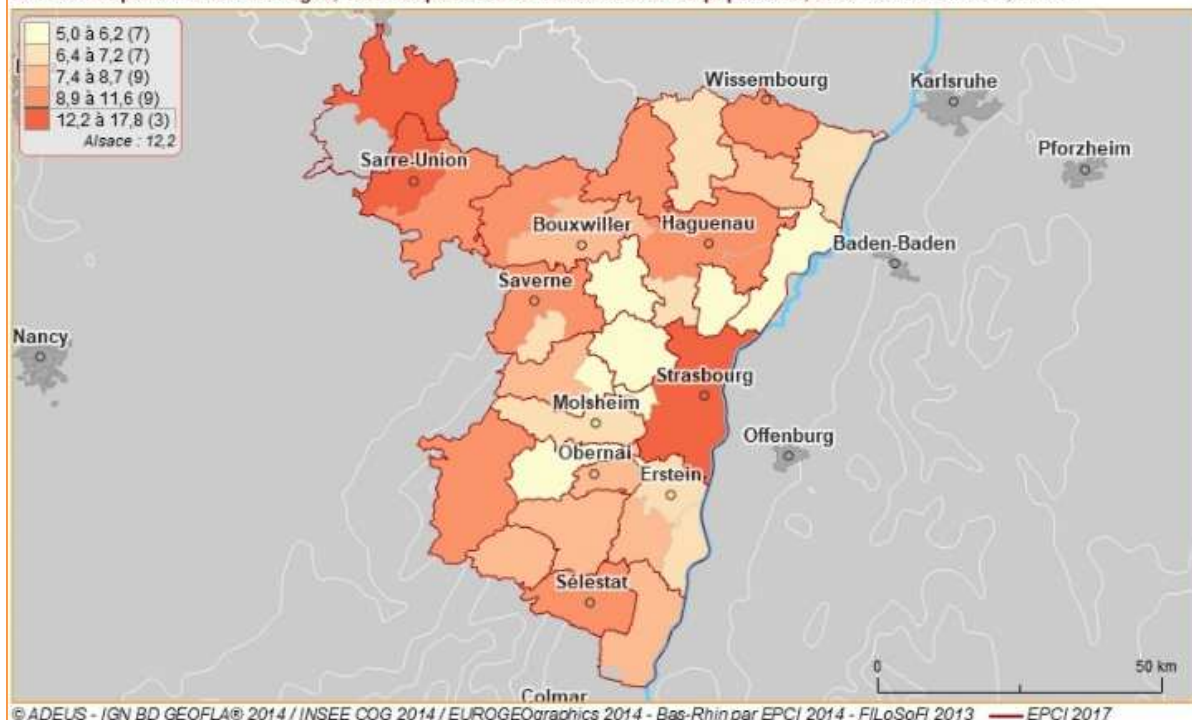 5,0 à 6,2 (7)
6,4 à 7,2 (7)
7,4 à 8,7 (9)
8,9 à 11,6 (9)
12,2 à 17,8 (3)
Alsace : 12,2
Wissembourg
Karlsruhe
Pforzheim
Sarre-Union
Bouxwiller
Haguenau
Baden-Baden
Saverne
Nancy
Strasbourg
Molsheim
Offenburg
Obernai
Erstein
Sélestat
Colmar
0 50 km
© ADEUS - IGN BD GEOFLA® 2014 / INSEE COG 2014 / EUROGEOgraphics 2014 - Bas-Rhin par EPCI 2014 - FILoSoFI 2013 EPCI 2017